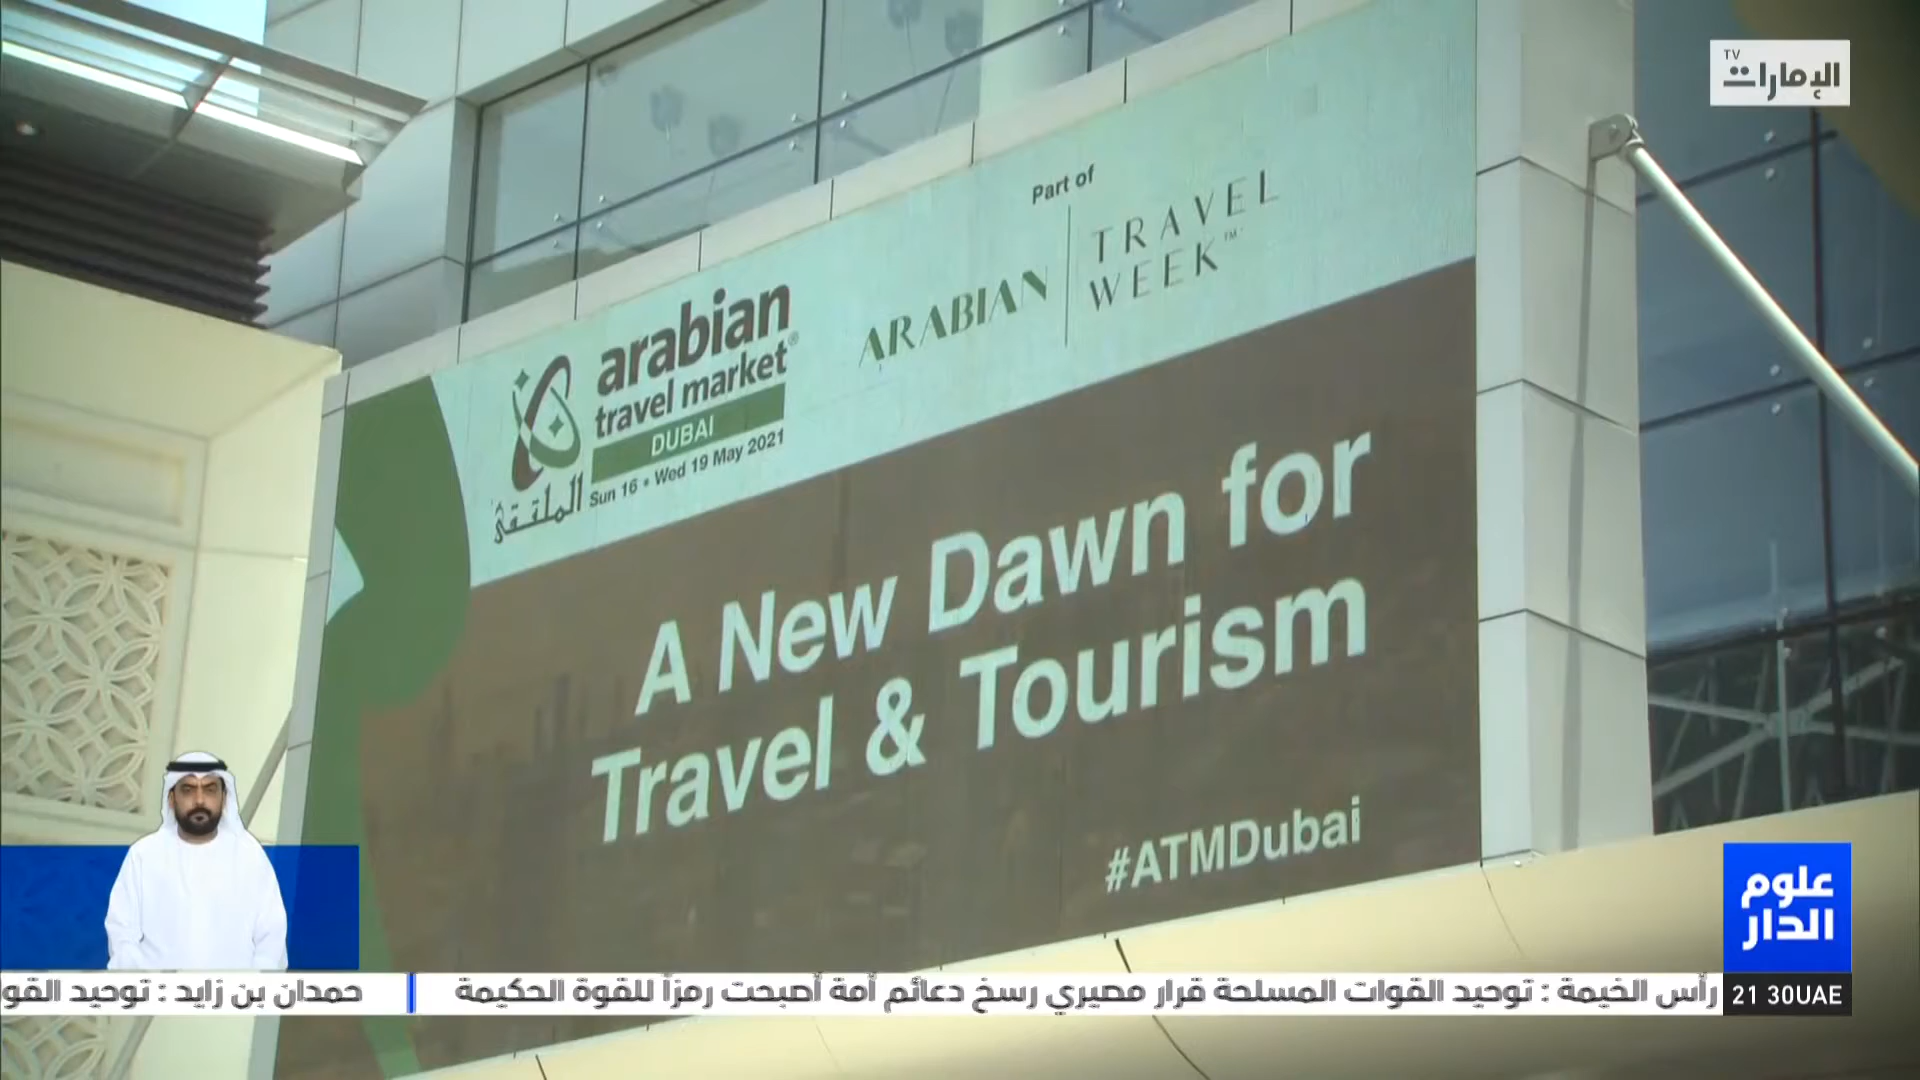 TV
الإمارات
Part of
ARABIAN
TRAVEL
WEEK™
arabian
travel market®
DUBAI
Sun 16 • Wed 19 May 2021
الملتقى
A New Dawn for
Travel & Tourism
#ATMDubai
علوم
الدار
رأس الخيمة : توحيد القوات المسلحة قرار مصيري رسخ دعائم أمة أصبحت رمزاً للقوة الحكيمة
حمدان بن زايد : توحيد القو
21 30UAE